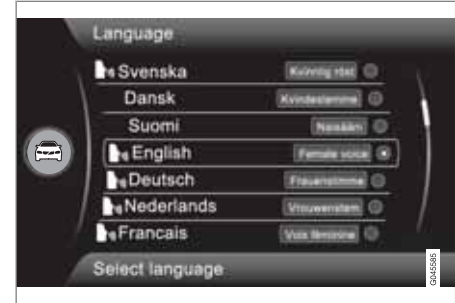 Language
Svenska Kvinnlig röst
Dansk Kvindestemme
Suomi Naisääni
English Female voice
Deutsch Frauenstimme
Nederlands Vrouwenstem
Francais Voix féminine
Select language
G045585